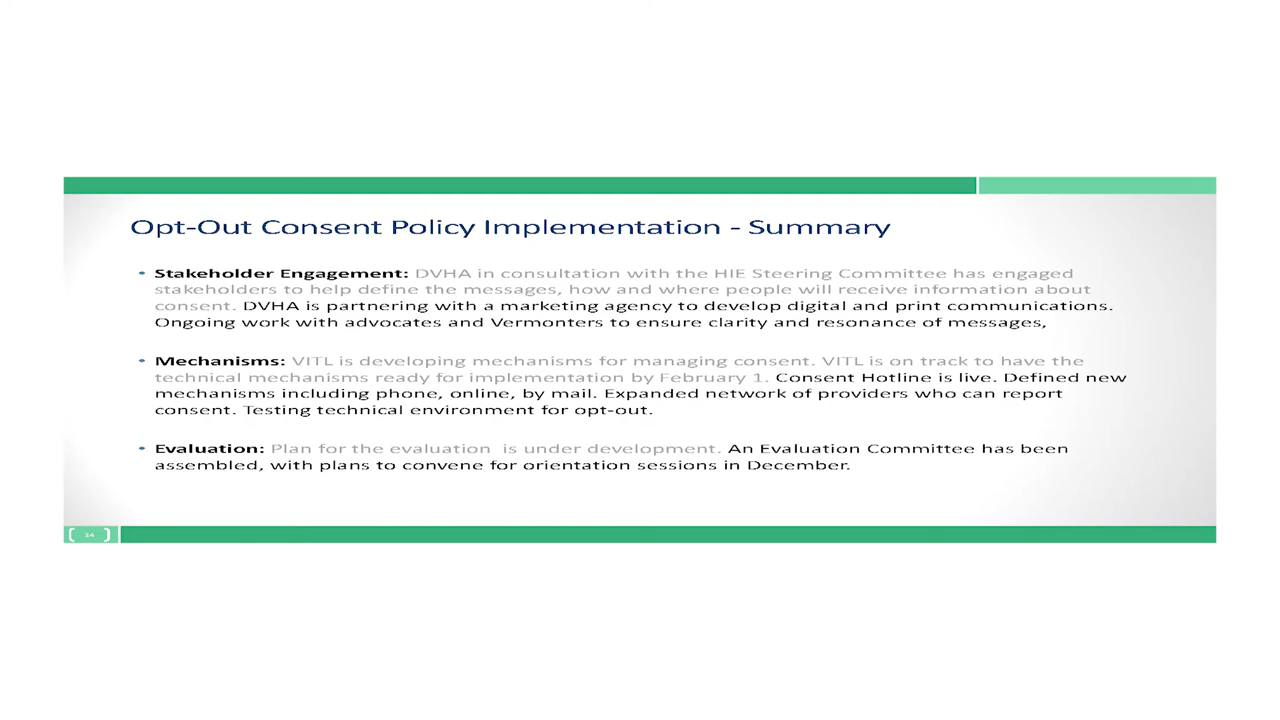 Opt-Out Consent Policy Implementation - Summary
• Stakeholder Engagement: DVHA in consultation with the HIE Steering Committee has engaged
stakeholders to help define the messages, how and where people will receive information about
consent. DVHA is partnering with a marketing agency to develop digital and print communications.
Ongoing work with advocates and Vermonters to ensure clarity and resonance of messages,
• Mechanisms: VITL is developing mechanisms for managing consent. VITL is on track to have the
technical mechanisms ready for implementation by February 1. Consent Hotline is live. Defined new
mechanisms including phone, online, by mail. Expanded network of providers who can report
consent. Testing technical environment for opt-out.
• Evaluation: Plan for the evaluation is under development. An Evaluation Committee has been
assembled, with plans to convene for orientation sessions in December.
24